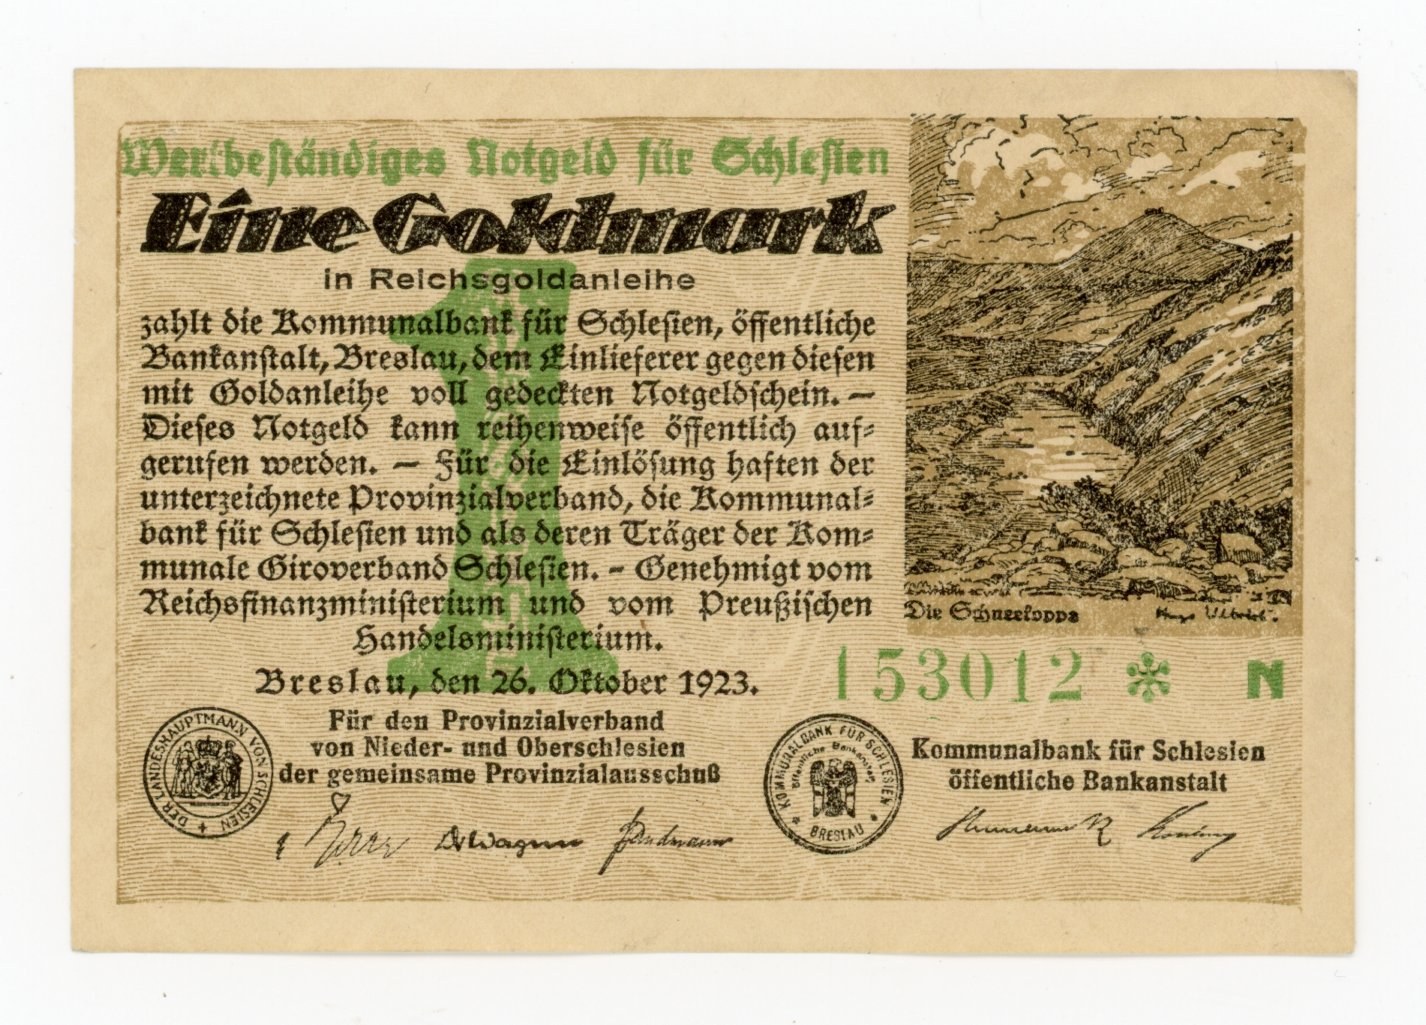 Wertbeständiges Notgeld für Schlesien
Eine Goldmark
in Reichsgoldanleihe
zahlt die Kommunalbank für Schlesien, öffentliche
Bankanstalt, Breslau, dem Einlieferer gegen diesen
mit Goldanleihe voll gedeckten Notgeldschein. —
Dieses Notgeld kann reihenweise öffentlich auf-
gerufen werden. — Für die Einlösung haften der
unterzeichnete Provinzialverband, die Kommunal-
bank für Schlesien und als deren Träger der Kom-
munale Giroverband Schlesien. – Genehmigt vom
Reichsfinanzministerium und vom Preußischen
Handelsministerium.
Breslau, den 26. Oktober 1923.
1
Die Schneekoppe
153012 * N
Für den Provinzialverband
von Nieder- und Oberschlesien
der gemeinsame Provinzialausschuß
DER LANDESHAUPTMANN VON SCHLESIEN
Wagner
KOMMUNALBANK FÜR SCHLESIEN
öffentliche Bankanstalt
BRESLAU
Kommunalbank für Schlesien
öffentliche Bankanstalt